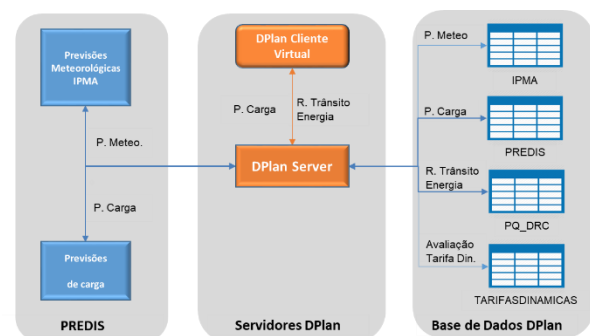 Previsões
Meteorológicas
IPMA
P. Meteo.
P. Carga
Previsões
de carga
PREDIS
DPlan Cliente
Virtual
P. Carga
R. Trânsito
Energia
DPlan Server
Servidores DPlan
P. Meteo
IPMA
P. Carga
PREDIS
R. Trânsito
Energia
PQ_DRC
Avaliação
Tarifa Din.
TARIFASDINAMICAS
Base de Dados DPlan